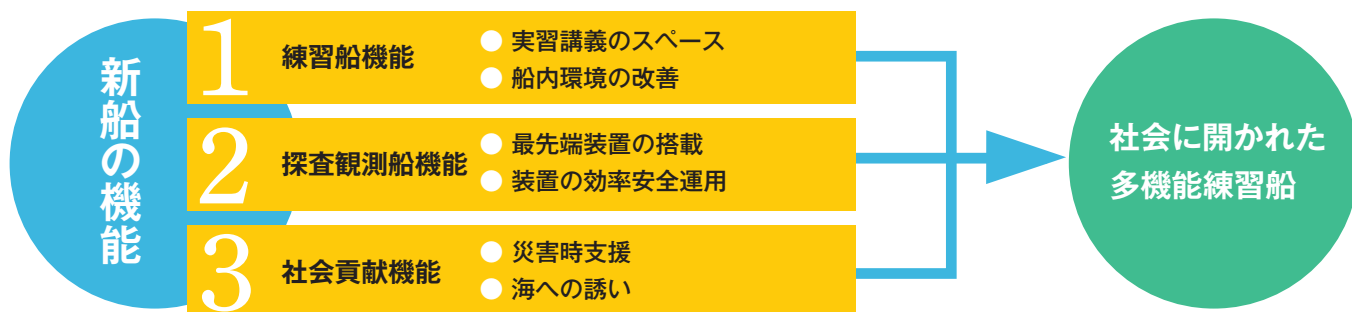 新船の機能
1 練習船機能
● 実習講義のスペース
● 船内環境の改善
2 探査観測船機能
● 最先端装置の搭載
● 装置の効率安全運用
3 社会貢献機能
● 災害時支援
● 海への誘い
社会に開かれた
多機能練習船